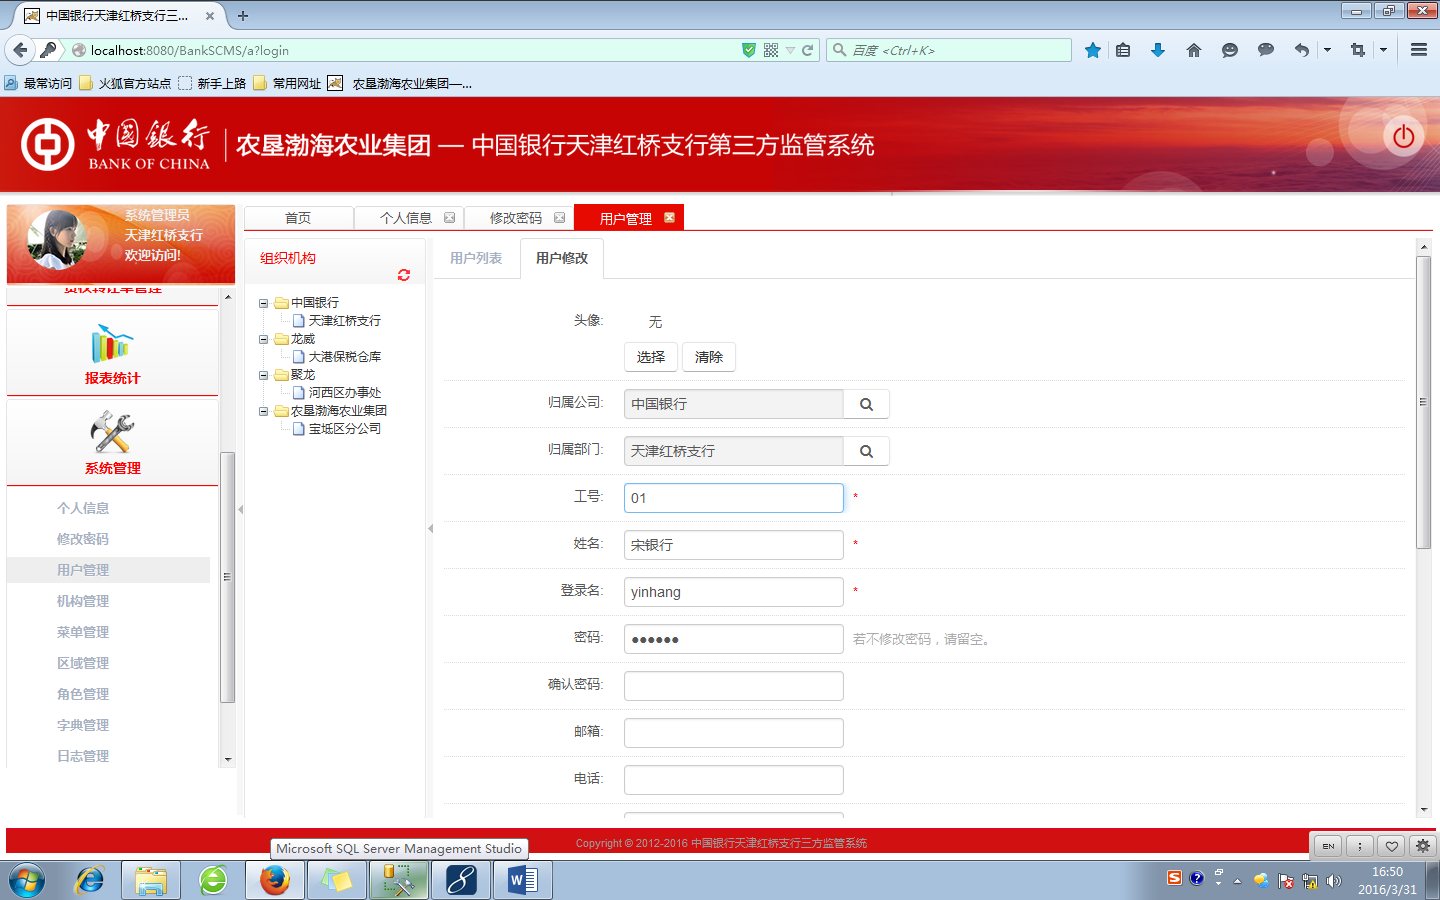 中国银行天津红桥支行三...
localhost:8080/BankSCMS/a?login
百度 <Ctrl+K>
最常访问 火狐官方站点 新手上路 常用网址 农垦渤海农业集团—...
中国银行
BANK OF CHINA
农垦渤海农业集团 — 中国银行天津红桥支行第三方监管系统
系统管理员
天津红桥支行
欢迎访问!
报表统计
系统管理
个人信息
修改密码
用户管理
机构管理
菜单管理
区域管理
角色管理
字典管理
日志管理
首页 个人信息 修改密码 用户管理
组织机构
中国银行
天津红桥支行
龙威
大港保税仓库
聚龙
河西区办事处
农垦渤海农业集团
宝坻区分公司
用户列表 用户修改
头像: 无
选择 清除
归属公司: 中国银行
归属部门: 天津红桥支行
工号: 01 *
姓名: 宋银行 *
登录名: yinhang *
密码: ●●●●●● 若不修改密码，请留空。
确认密码:
邮箱:
电话:
Copyright © 2012-2016 中国银行天津红桥支行三方监管系统
Microsoft SQL Server Management Studio
EN ;
16:50
2016/3/31